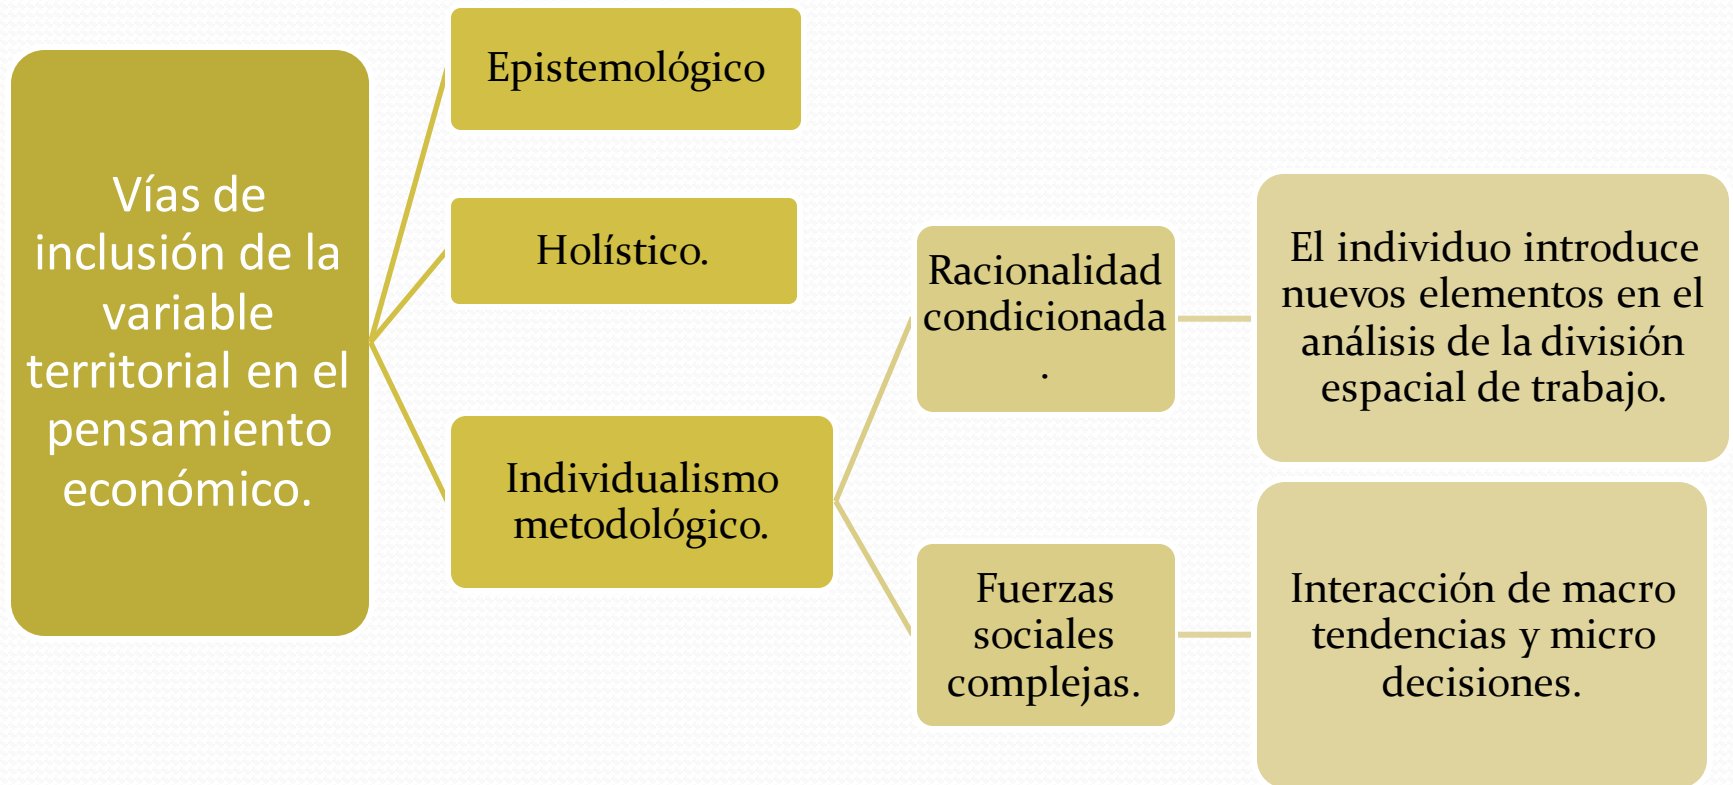 Vías de
inclusión de la
variable
territorial en el
pensamiento
económico.
Epistemológico
Holístico.
Individualismo
metodológico.
Racionalidad
condicionada
.
Fuerzas
sociales
complejas.
El individuo introduce
nuevos elementos en el
análisis de la división
espacial de trabajo.
Interacción de macro
tendencias y micro
decisiones.